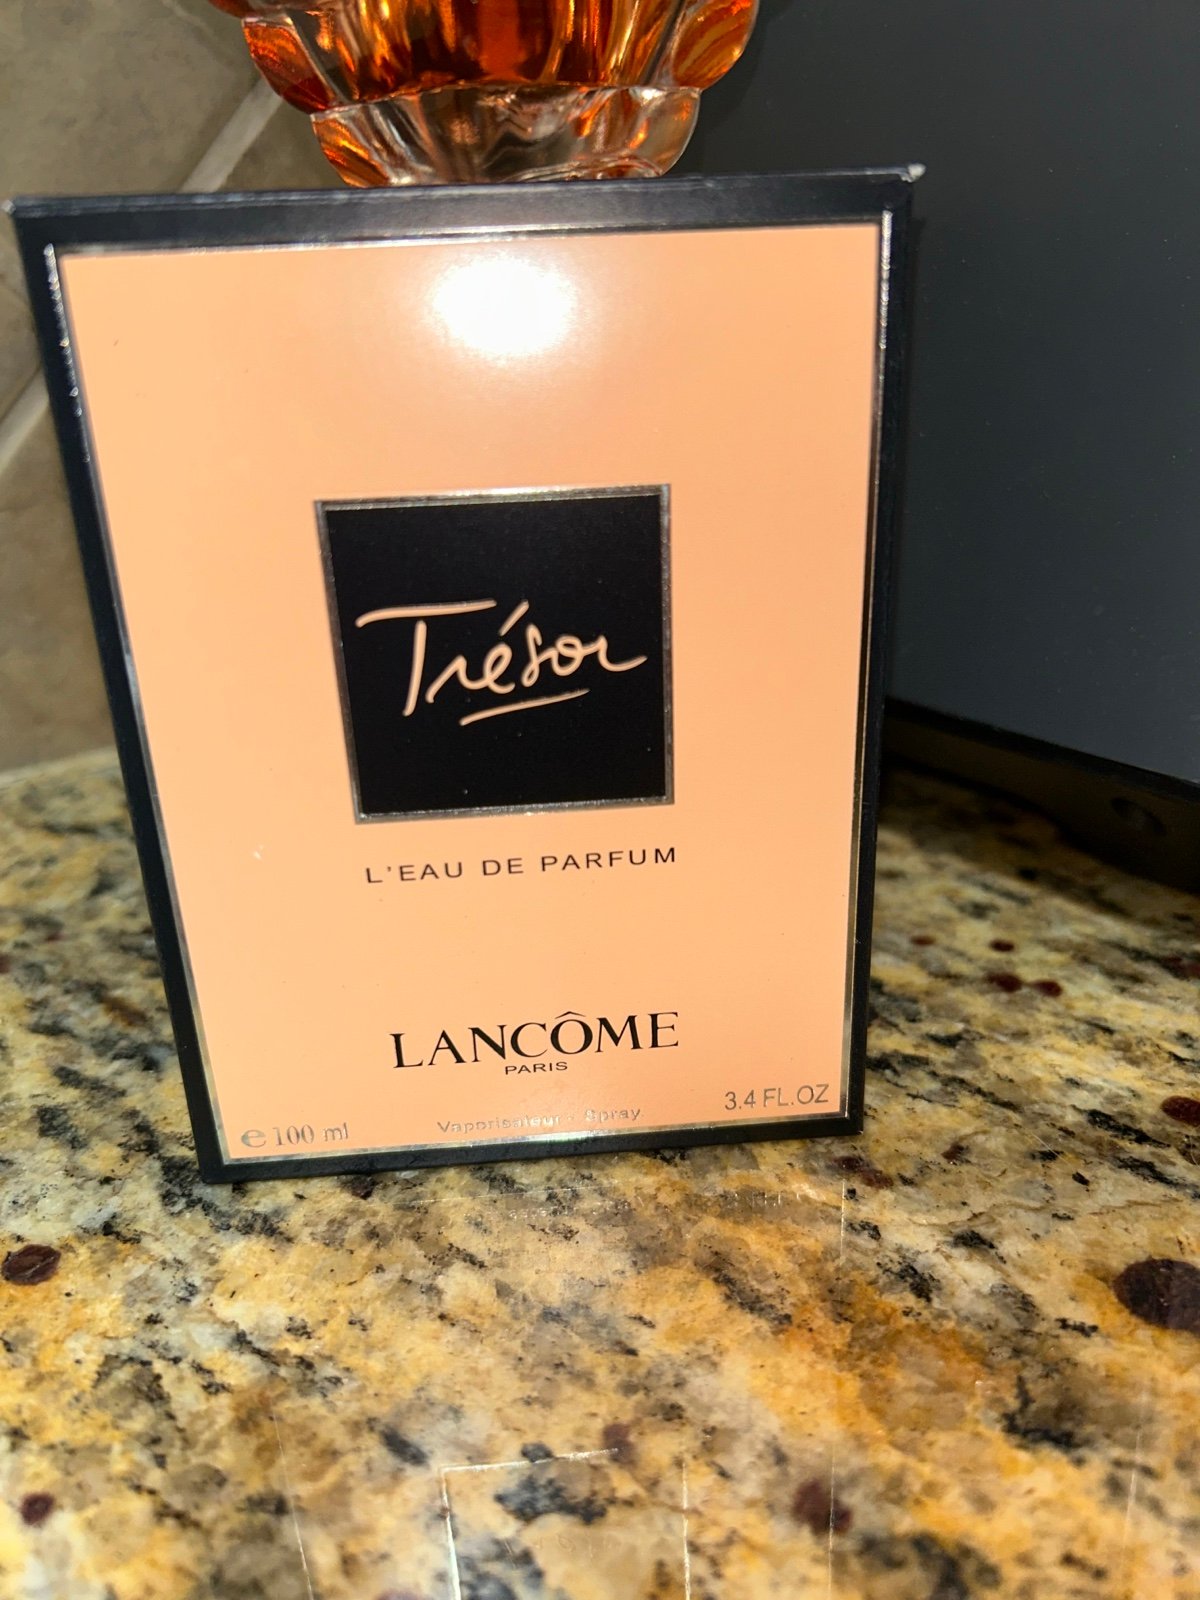 Trésor
L'EAU DE PARFUM
LANCÔME
PARIS
Vaporisateur - Spray
e 100 ml
3.4 FL.OZ